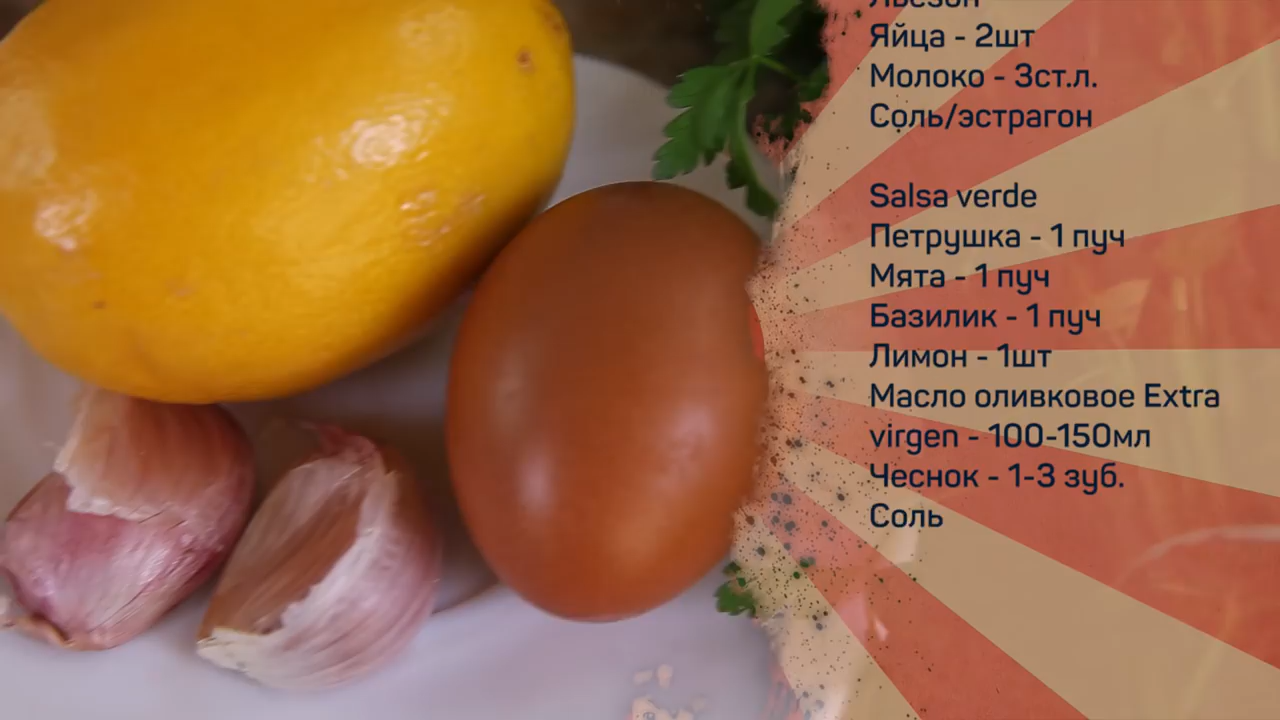 Льезон
Яйца - 2шт
Молоко - 3ст.л.
Соль/эстрагон
Salsa verde
Петрушка - 1 пуч
Мята - 1 пуч
Базилик - 1 пуч
Лимон - 1шт
Масло оливковое Extra
virgen - 100-150мл
Чеснок - 1-3 зуб.
Соль